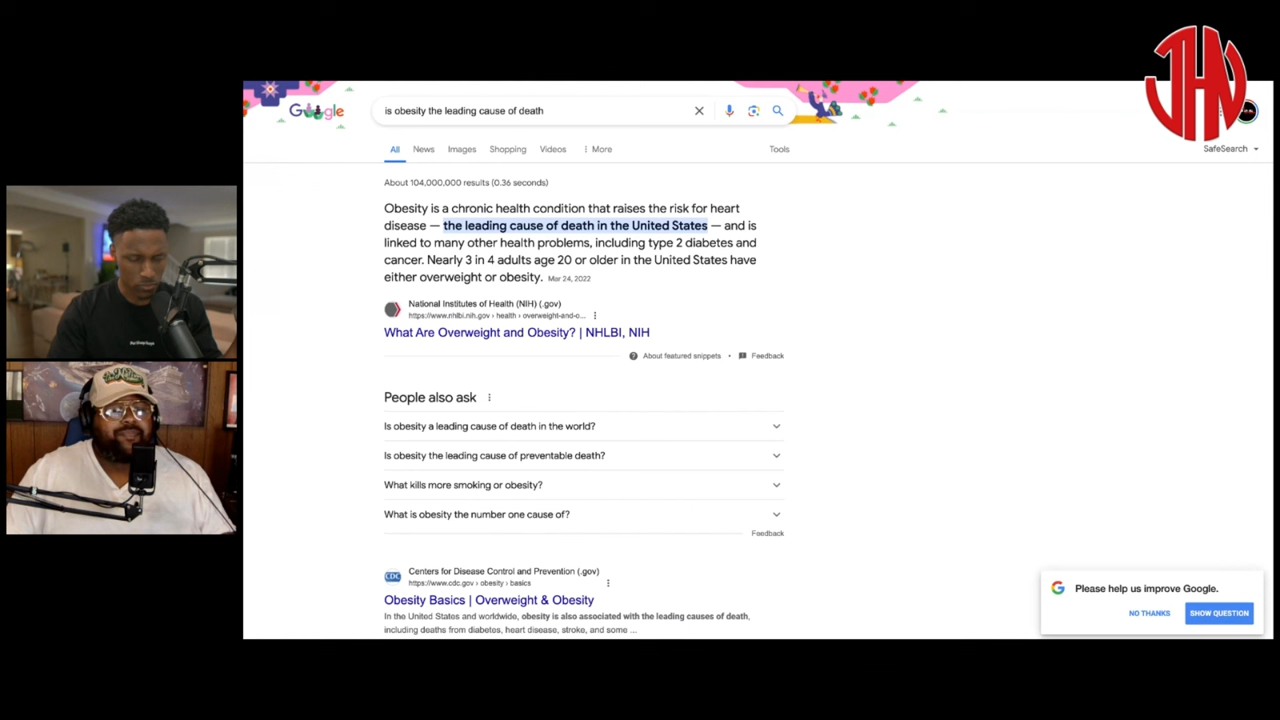 JHN
Google
is obesity the leading cause of death
All News Images Shopping Videos More Tools
SafeSearch
About 104,000,000 results (0.36 seconds)
Obesity is a chronic health condition that raises the risk for heart
disease — the leading cause of death in the United States — and is
linked to many other health problems, including type 2 diabetes and
cancer. Nearly 3 in 4 adults age 20 or older in the United States have
either overweight or obesity. Mar 24, 2022
National Institutes of Health (NIH) (.gov)
https://www.nhlbi.nih.gov › health › overweight-and-o...
What Are Overweight and Obesity? | NHLBI, NIH
About featured snippets • Feedback
People also ask
Is obesity a leading cause of death in the world?
Is obesity the leading cause of preventable death?
What kills more smoking or obesity?
What is obesity the number one cause of?
Feedback
CDC
Centers for Disease Control and Prevention (.gov)
https://www.cdc.gov › obesity › basics
Obesity Basics | Overweight & Obesity
In the United States and worldwide, obesity is also associated with the leading causes of death,
including deaths from diabetes, heart disease, stroke, and some ...
Please help us improve Google.
NO THANKS SHOW QUESTION